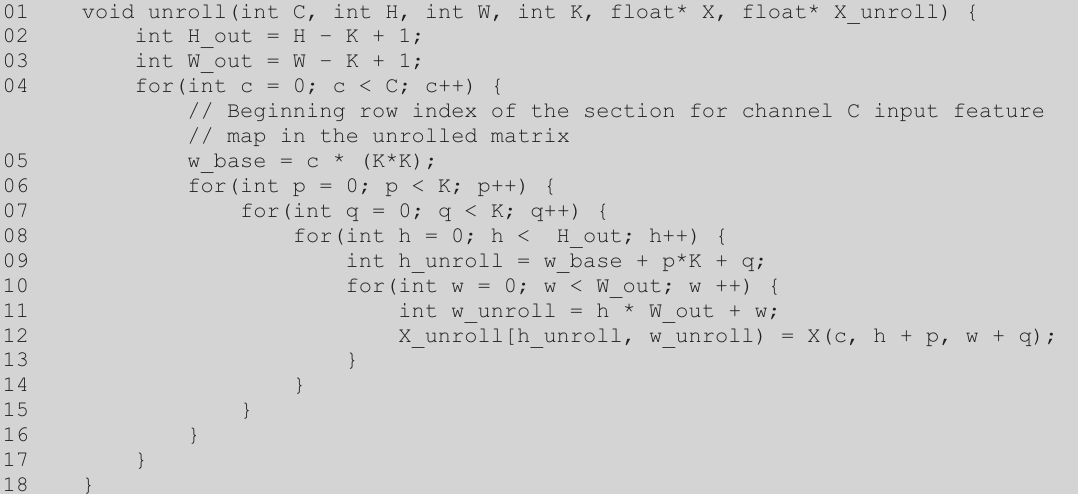 01    void unroll(int C, int H, int W, int K, float* X, float* X_unroll) {
02        int H_out = H - K + 1;
03        int W_out = W - K + 1;
04        for(int c = 0; c < C; c++) {
              // Beginning row index of the section for channel C input feature
              // map in the unrolled matrix
05            w_base = c * (K*K);
06            for(int p = 0; p < K; p++) {
07                for(int q = 0; q < K; q++) {
08                    for(int h = 0; h <  H_out; h++) {
09                        int h_unroll = w_base + p*K + q;
10                        for(int w = 0; w < W_out; w ++) {
11                            int w_unroll = h * W_out + w;
12                            X_unroll[h_unroll, w_unroll) = X(c, h + p, w + q);
13                        }
14                    }
15                }
16            }
17        }
18    }